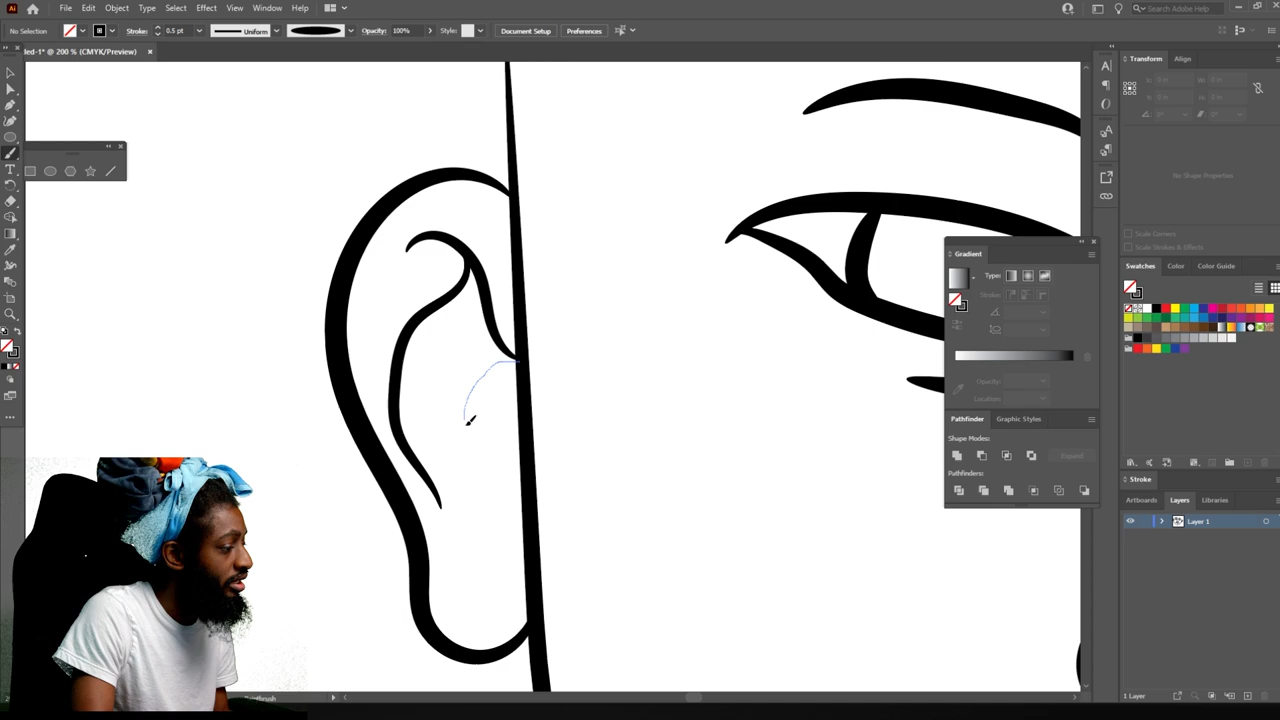 Ai File Edit Object Type Select Effect View Window Help Search Adobe Help
No Selection Stroke: 0.5 pt Uniform Opacity: 100% Style: Document Setup Preferences
ded-1* @ 200 % (CMYK/Preview)
Transform Align
No Shape Properties
Scale Corners
Scale Strokes & Effects
Gradient
Type:
Stroke:
Opacity:
Location:
Swatches Color Color Guide
Pathfinder Graphic Styles
Shape Modes:
Expand
Pathfinders:
Stroke
Artboards Layers Libraries
Layer 1
1 Layer